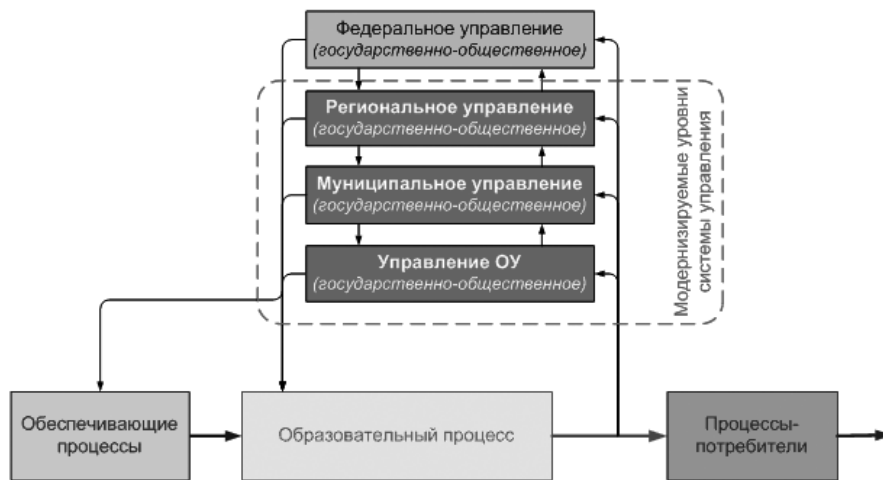 Федеральное управление
(государственно-общественное)
Региональное управление
(государственно-общественное)
Муниципальное управление
(государственно-общественное)
Управление ОУ
(государственно-общественное)
Модернизируемые уровни
системы управления
Обеспечивающие
процессы
Образовательный процесс
Процессы-
потребители